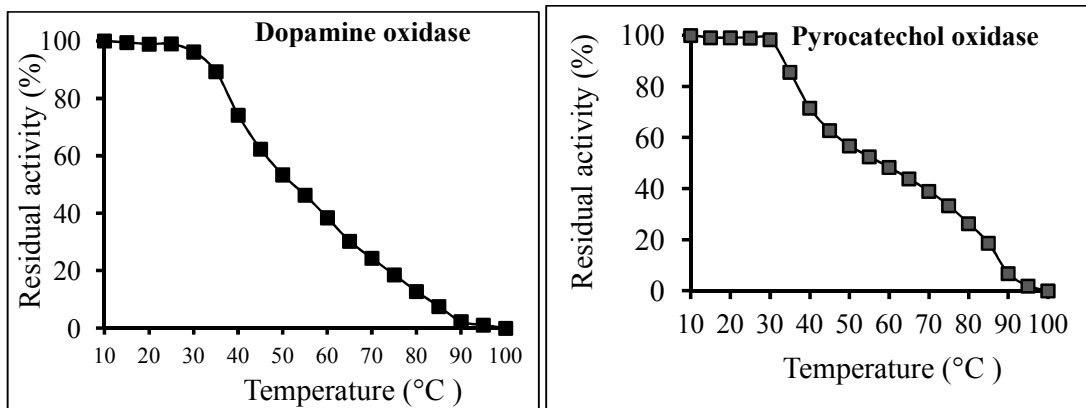 Dopamine oxidase
Residual activity (%)
100
80
60
40
20
0
10 20 30 40 50 60 70 80 90 100
Temperature (°C )
Pyrocatechol oxidase
Residual activity (%)
100
80
60
40
20
0
10 20 30 40 50 60 70 80 90 100
Temperature (°C )